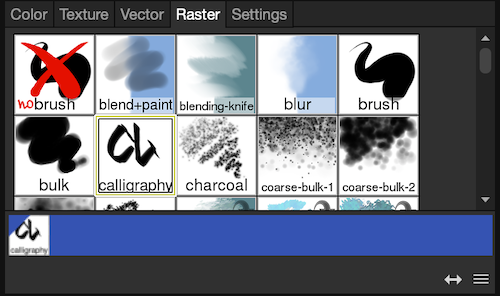 Color Texture Vector Raster Settings
nobrush blend+paint blending-knife blur brush
bulk calligraphy charcoal coarse-bulk-1 coarse-bulk-2
calligraphy